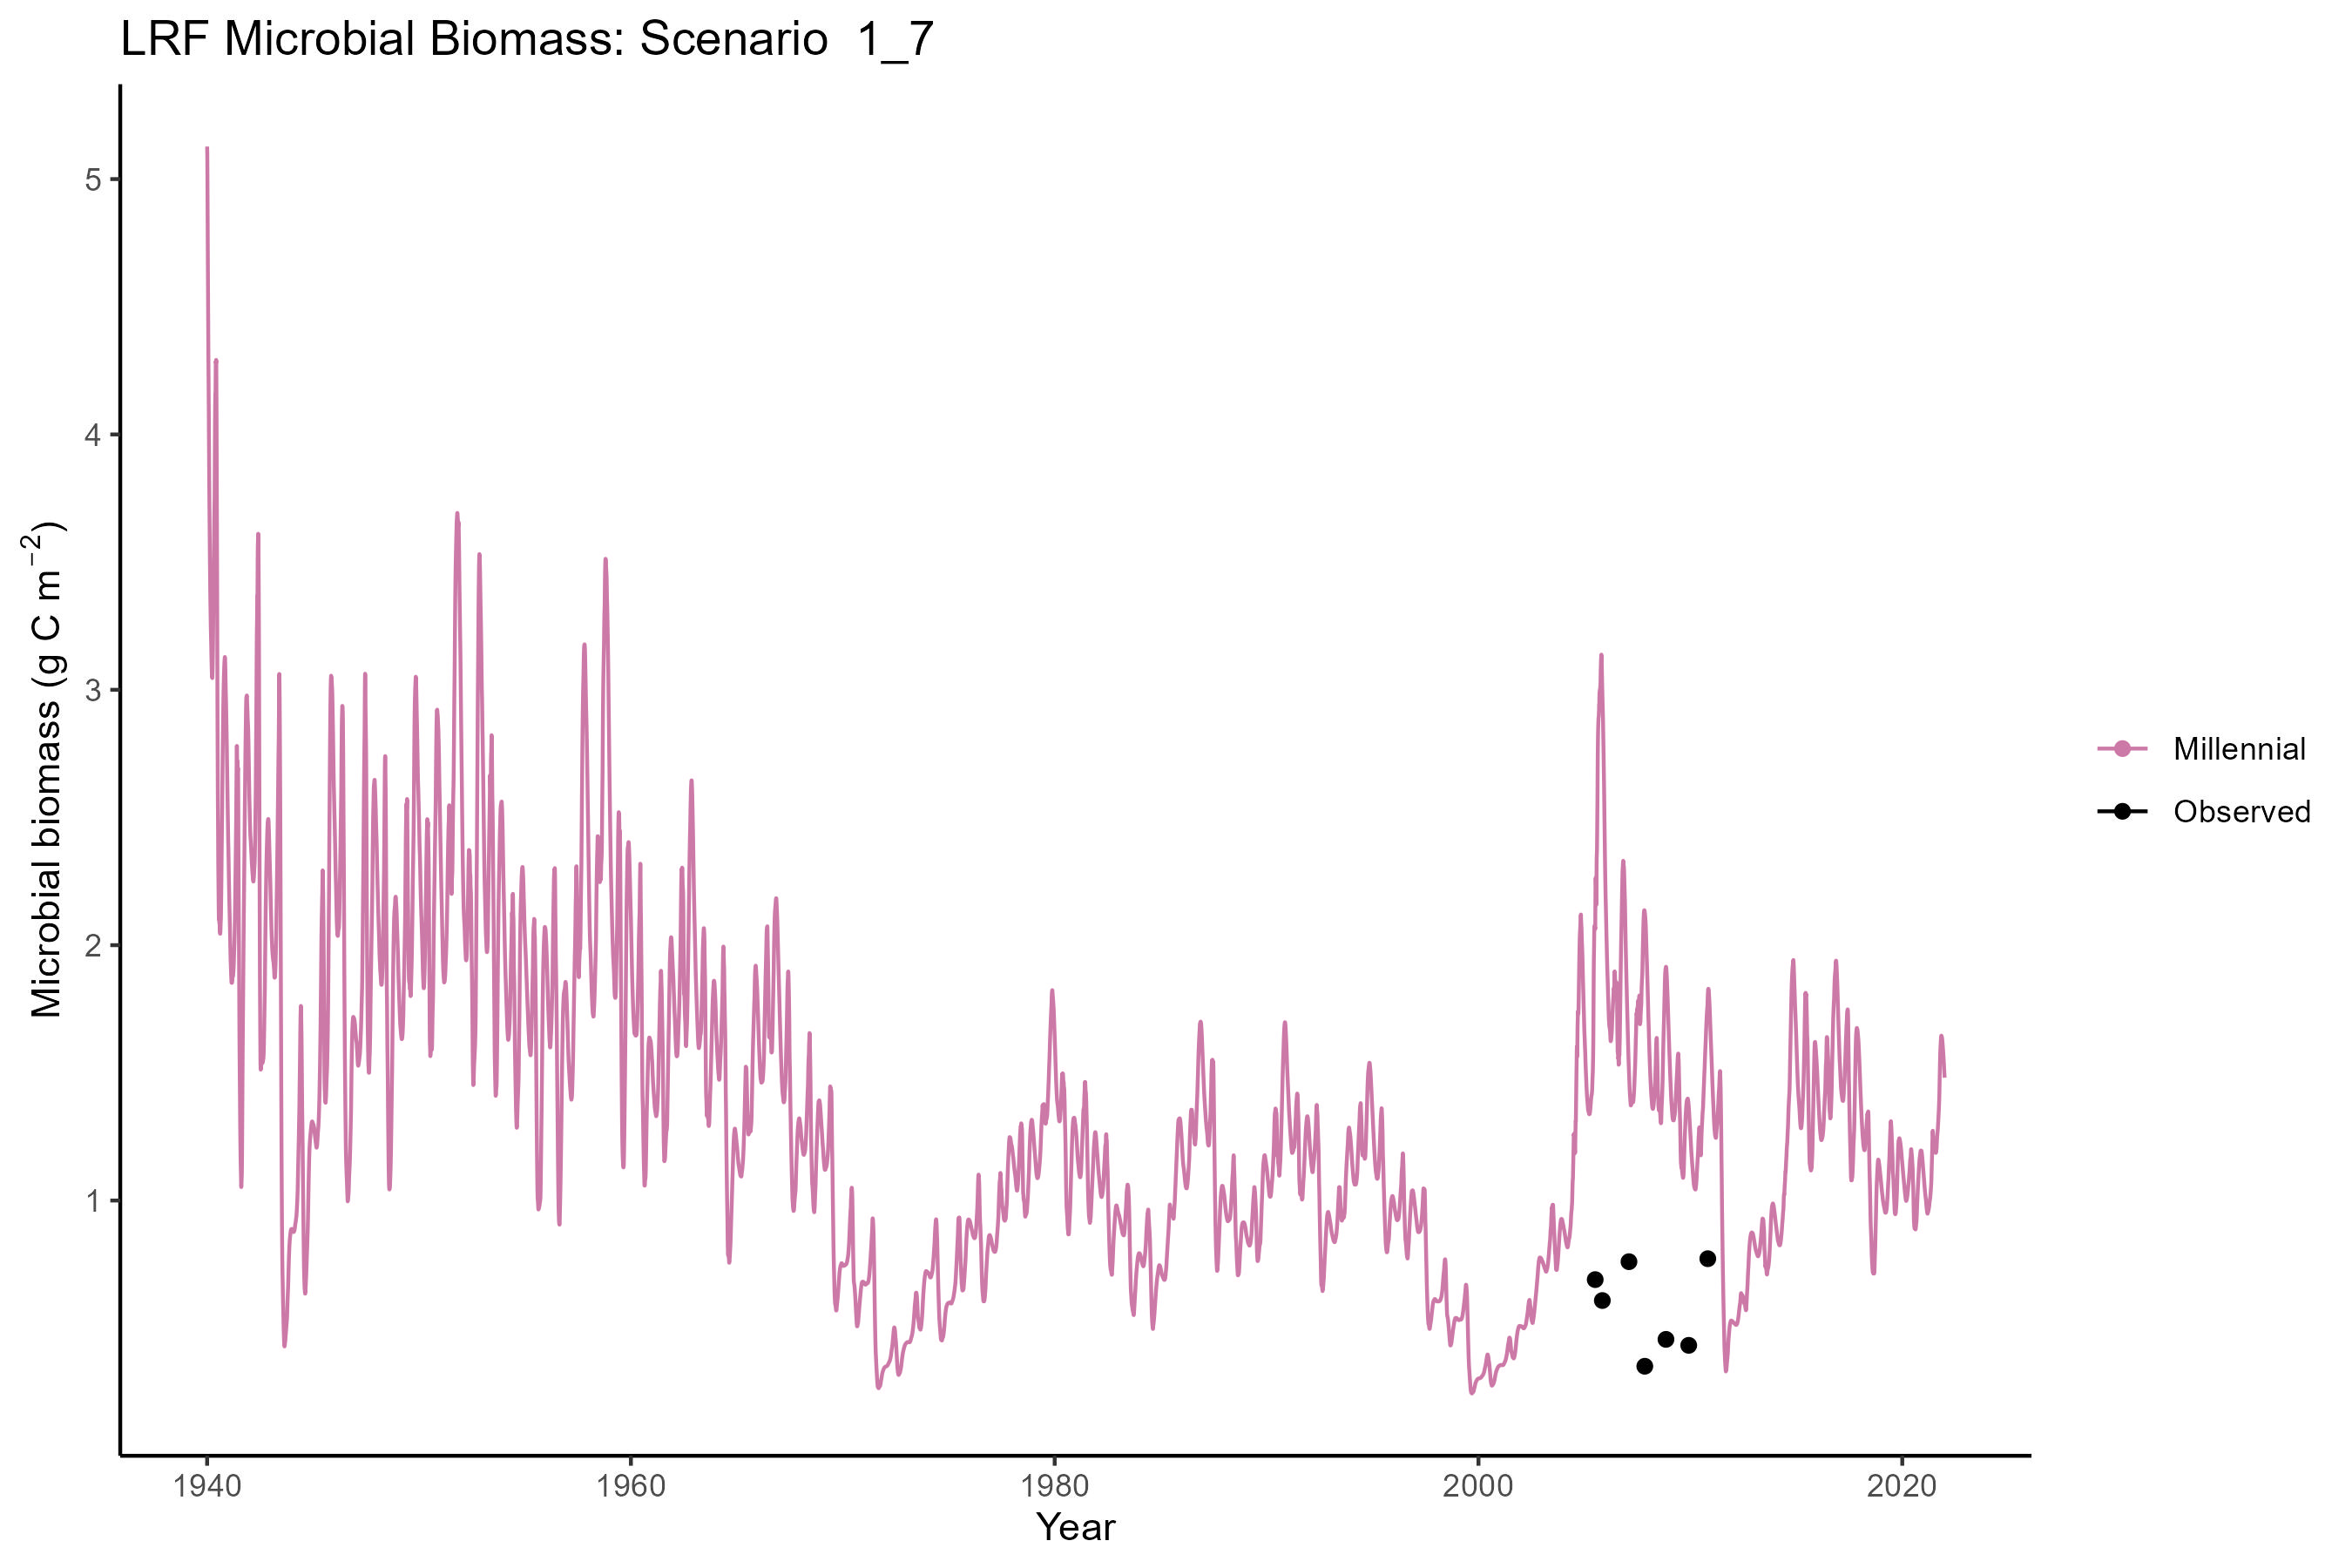 LRF Microbial Biomass: Scenario  1_7
Microbial biomass (g C m⁻²)
5
4
3
2
1
1940
1960
1980
2000
2020
Year
Millennial
Observed